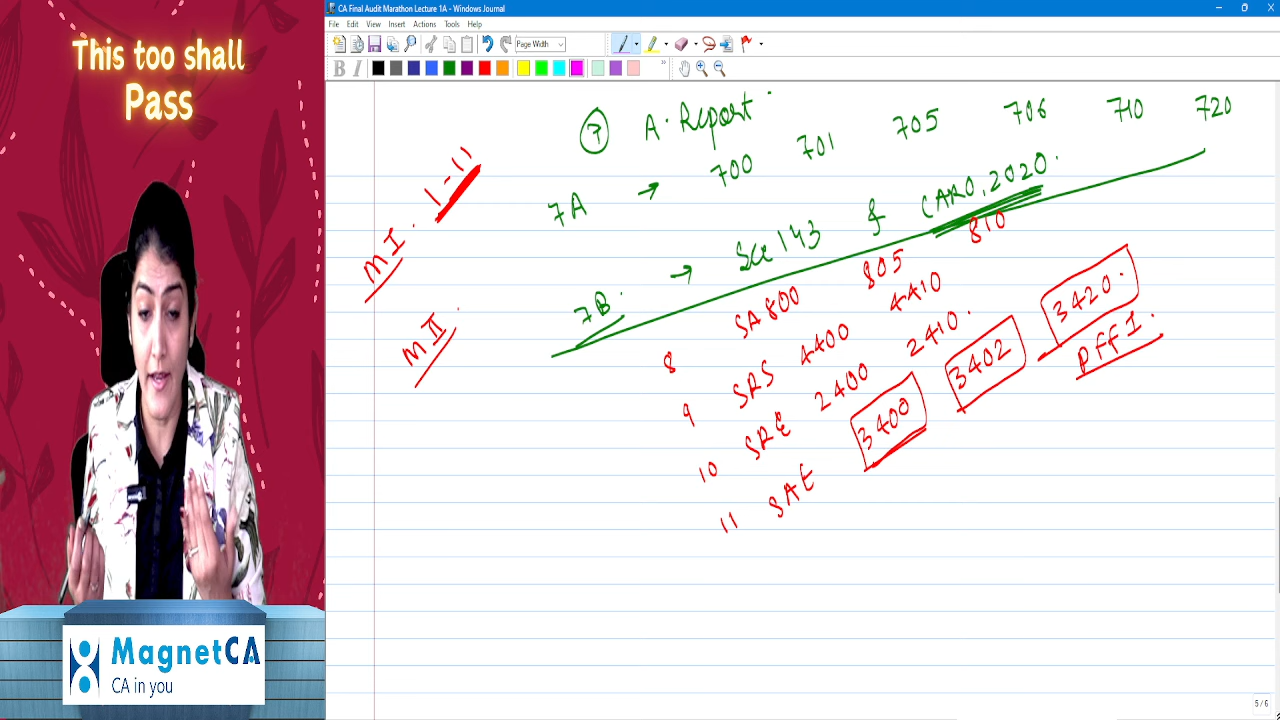 This too shall
Pass
MagnetCA
CA in you
CA Final Audit Marathon Lecture 1A - Windows Journal
File Edit View Insert Actions Tools Help
Page Width
B I
7 A. Report
7A → 700 701 705 706 710 720
7B. → Sec 143 & CARO, 2020.
M I. 1-11
M II.
8 SA 800 805 810
9 SRS 4400 4410
10 SRE 2400 2410.
11 SAE 3400 3402 3420.
PFFI.
5 / 6